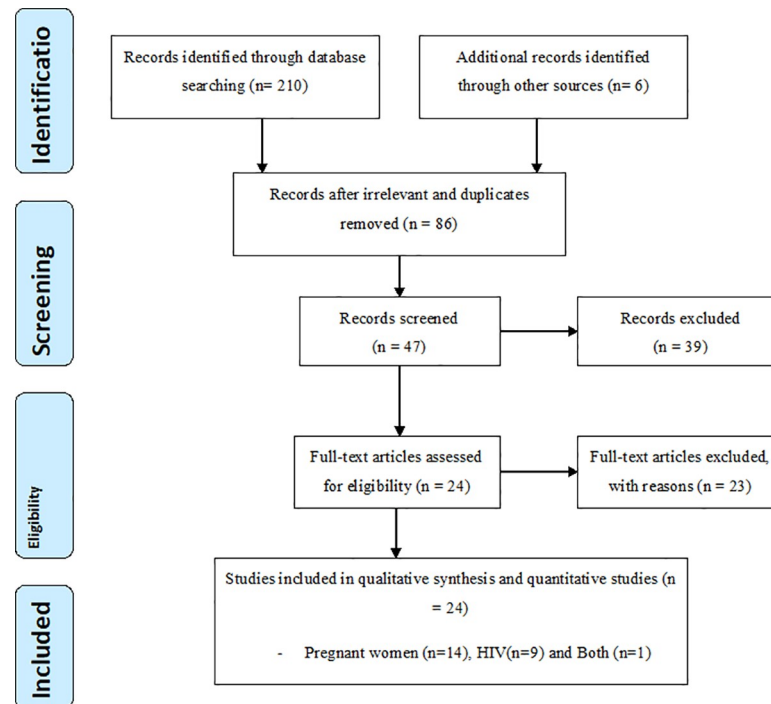 Identificatio
Records identified through database
searching (n= 210)
Additional records identified
through other sources (n= 6)
Records after irrelevant and duplicates
removed (n = 86)
Screening
Records screened
(n = 47)
Records excluded
(n = 39)
Eligibility
Full-text articles assessed
for eligibility (n = 24)
Full-text articles excluded,
with reasons (n = 23)
Included
Studies included in qualitative synthesis and quantitative studies (n
= 24)
- Pregnant women (n=14), HIV(n=9) and Both (n=1)